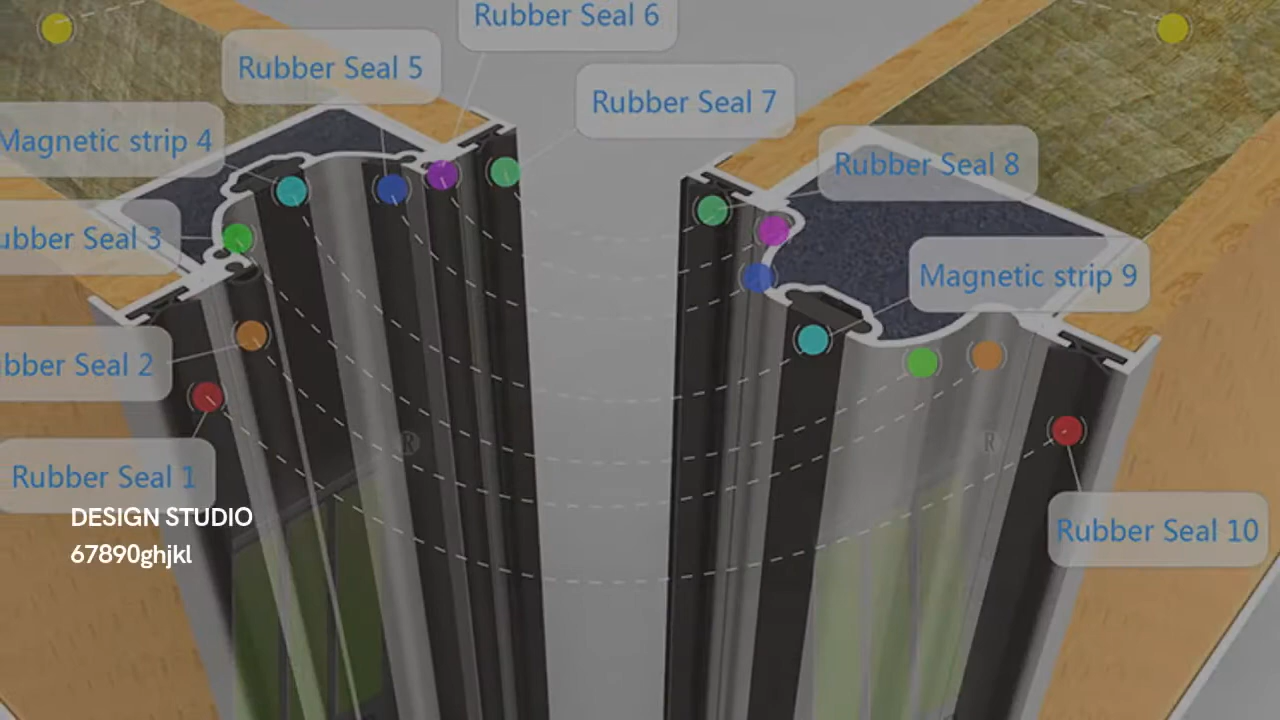 Rubber Seal 6
Rubber Seal 5
Rubber Seal 7
Magnetic strip 4
Rubber Seal 8
ubber Seal 3
Magnetic strip 9
bber Seal 2
Rubber Seal 1
DESIGN STUDIO
Rubber Seal 10
67890ghjkl
®
®